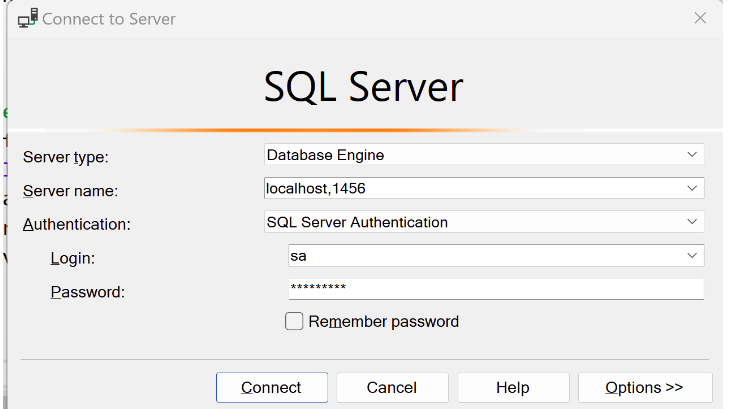 Connect to Server
SQL Server
Server type: Database Engine
Server name: localhost,1456
Authentication: SQL Server Authentication
Login: sa
Password: *********
Remember password
Connect Cancel Help Options >>